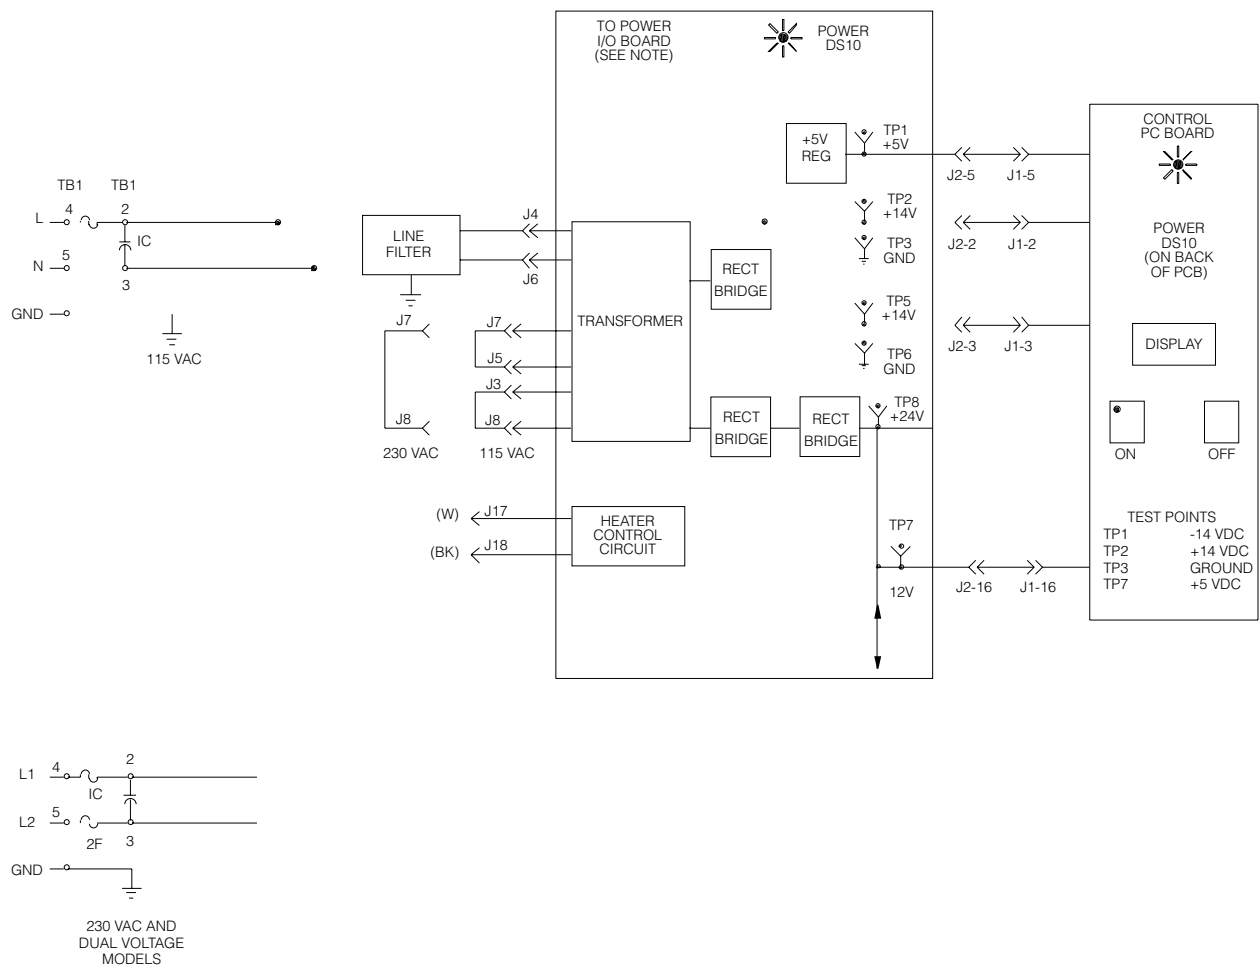 TO POWER
I/O BOARD
(SEE NOTE)
POWER
DS10
+5V
REG
TP1
+5V
J2-5
J1-5
CONTROL
PC BOARD
TB1
TB1
L
4
2
IC
N
5
3
GND
115 VAC
LINE
FILTER
J4
J6
TRANSFORMER
RECT
BRIDGE
TP2
+14V
TP3
GND
J2-2
J1-2
POWER
DS10
(ON BACK
OF PCB)
TP5
+14V
TP6
GND
J2-3
J1-3
DISPLAY
J7
J8
230 VAC
J7
J5
J3
J8
115 VAC
RECT
BRIDGE
RECT
BRIDGE
TP8
+24V
ON
OFF
(W)
J17
(BK)
J18
HEATER
CONTROL
CIRCUIT
TP7
12V
J2-16
J1-16
TEST POINTS
TP1 -14 VDC
TP2 +14 VDC
TP3 GROUND
TP7 +5 VDC
L1
4
2
IC
L2
5
2F
3
GND
230 VAC AND
DUAL VOLTAGE
MODELS